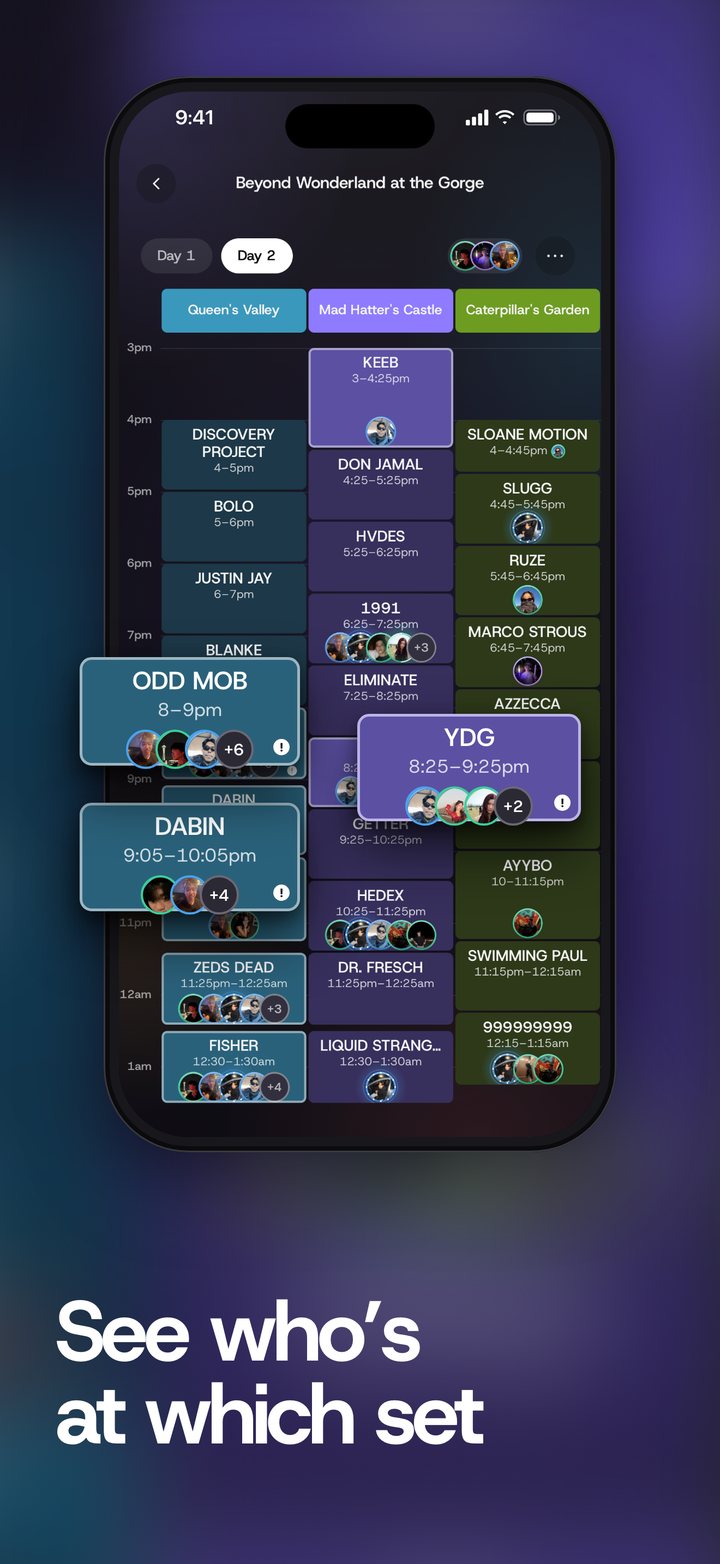 9:41
Beyond Wonderland at the Gorge
Day 1
Day 2
Queen's Valley
Mad Hatter's Castle
Caterpillar's Garden
3pm
KEEB
3–4:25pm
4pm
DISCOVERY
PROJECT
4–5pm
SLOANE MOTION
4–4:45pm
DON JAMAL
4:25–5:25pm
5pm
BOLO
5–6pm
SLUGG
4:45–5:45pm
HVDES
5:25–6:25pm
6pm
JUSTIN JAY
6–7pm
RUZE
5:45–6:45pm
1991
6:25–7:25pm
+3
7pm
BLANKE
MARCO STROUS
6:45–7:45pm
ELIMINATE
7:25–8:25pm
AZZECCA
ODD MOB
8–9pm
+6
!
YDG
8:25–9:25pm
+2
!
8:2
9pm
DABIN
GETTER
9:25–10:25pm
DABIN
9:05–10:05pm
+4
!
AYYBO
10–11:15pm
HEDEX
10:25–11:25pm
11pm
ZEDS DEAD
11:25pm–12:25am
+3
DR. FRESCH
11:25pm–12:25am
SWIMMING PAUL
11:15pm–12:15am
12am
FISHER
12:30–1:30am
+4
LIQUID STRANG...
12:30–1:30am
999999999
12:15–1:15am
1am
See who's
at which set